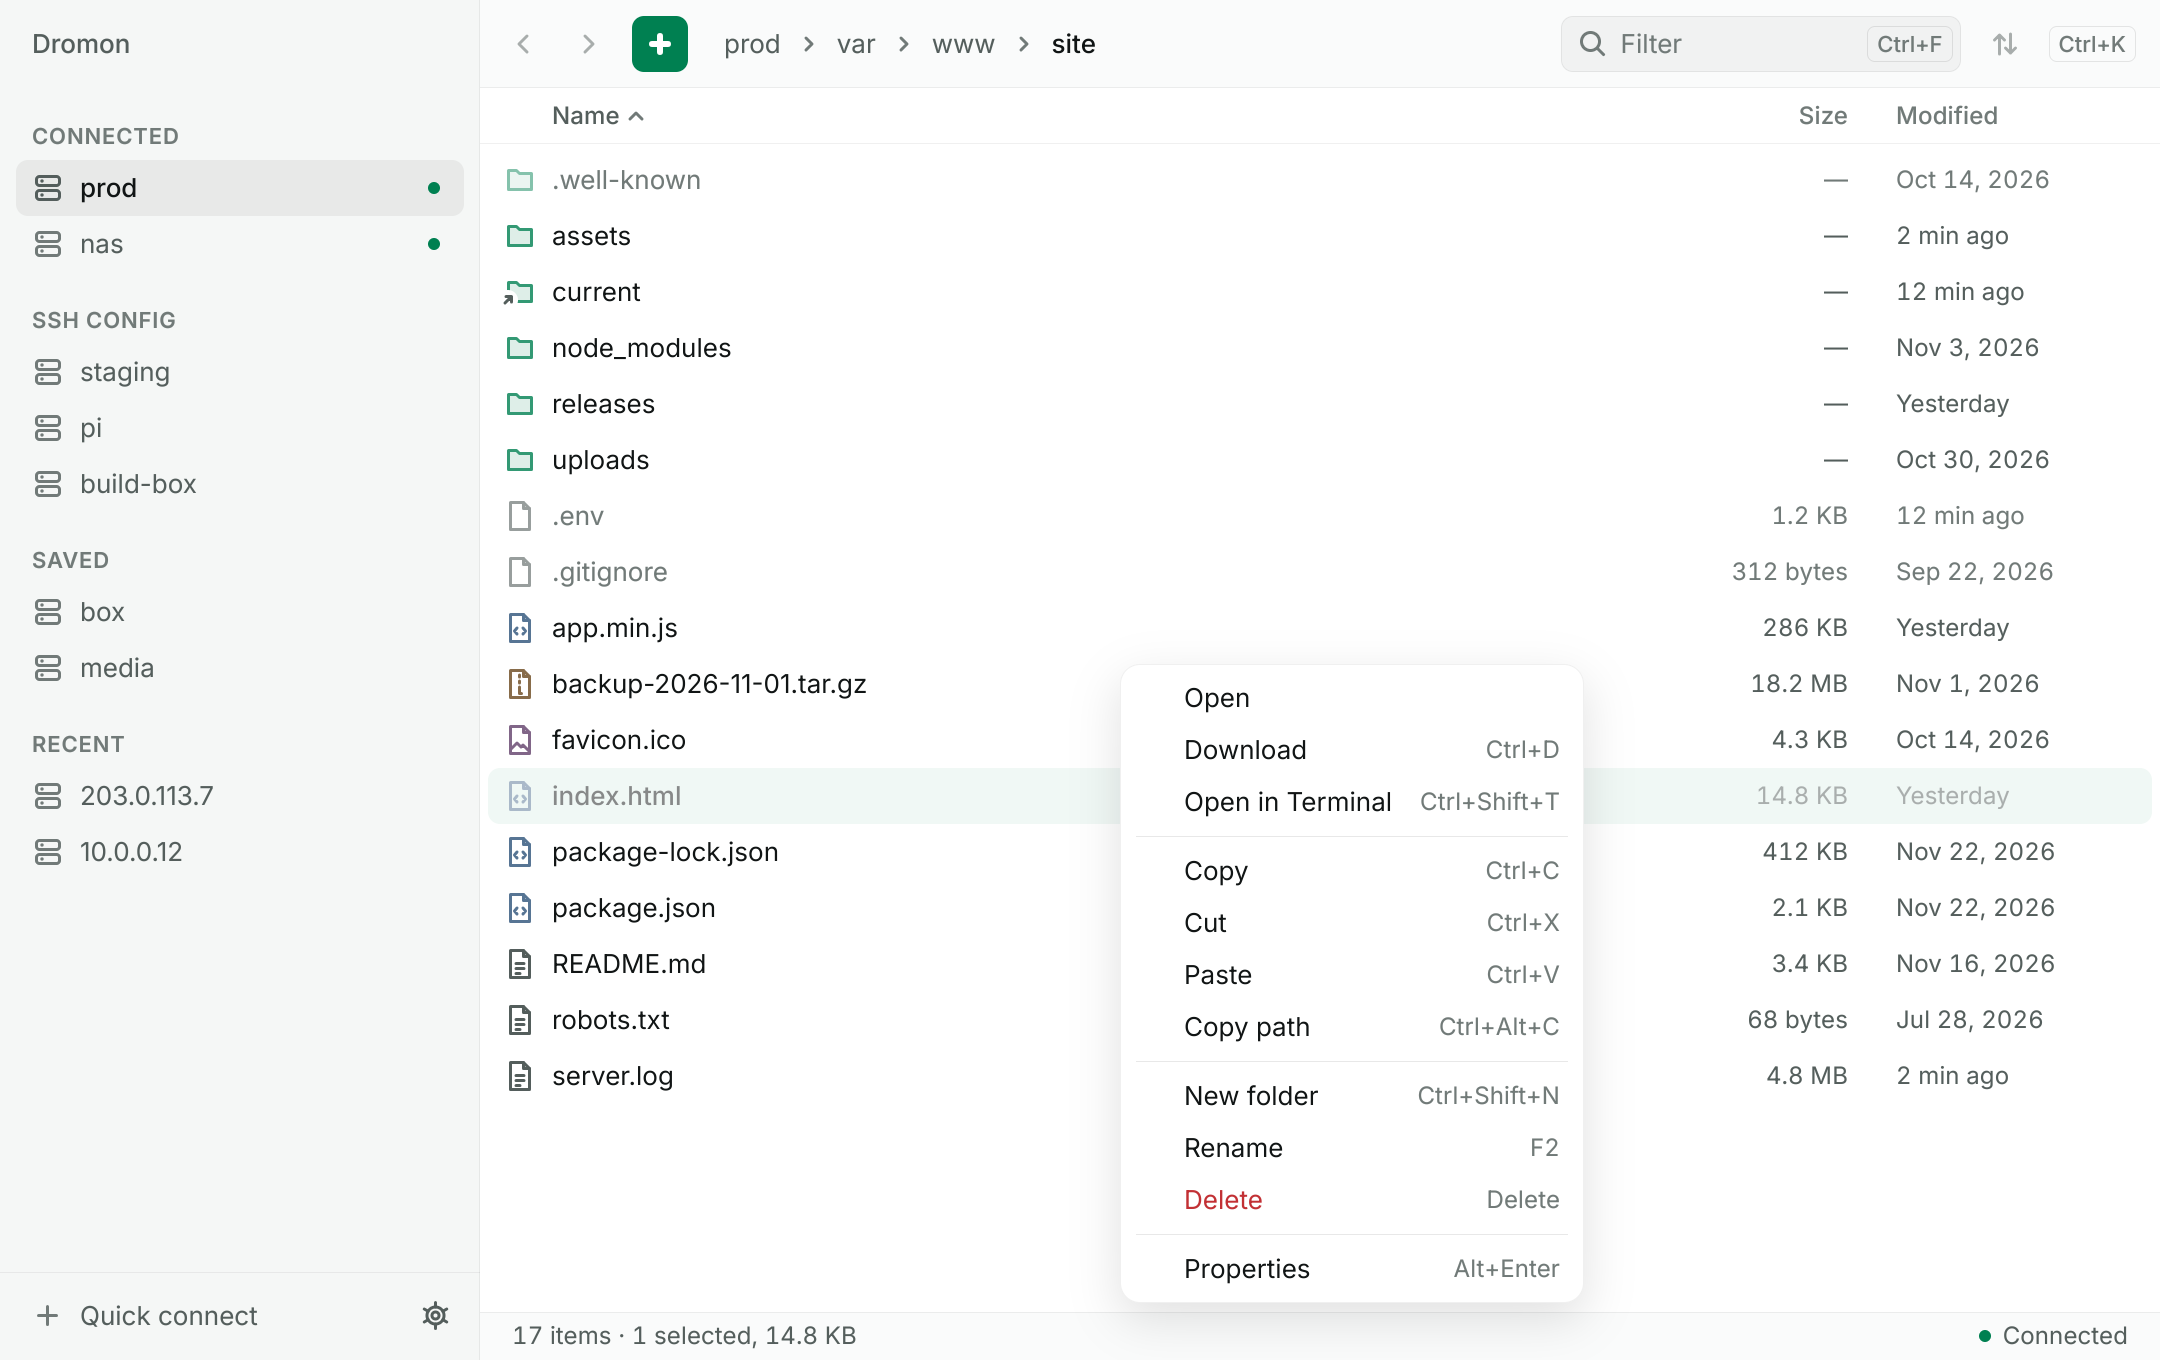 Dromon
CONNECTED
prod
nas
SSH CONFIG
staging
pi
build-box
SAVED
box
media
RECENT
203.0.113.7
10.0.0.12
Quick connect
prod > var > www > site
Filter Ctrl+F
Ctrl+K
Name Size Modified
.well-known — Oct 14, 2026
assets — 2 min ago
current — 12 min ago
node_modules — Nov 3, 2026
releases — Yesterday
uploads — Oct 30, 2026
.env 1.2 KB 12 min ago
.gitignore 312 bytes Sep 22, 2026
app.min.js 286 KB Yesterday
backup-2026-11-01.tar.gz 18.2 MB Nov 1, 2026
favicon.ico 4.3 KB Oct 14, 2026
index.html 14.8 KB Yesterday
package-lock.json 412 KB Nov 22, 2026
package.json 2.1 KB Nov 22, 2026
README.md 3.4 KB Nov 16, 2026
robots.txt 68 bytes Jul 28, 2026
server.log 4.8 MB 2 min ago
Open
Download Ctrl+D
Open in Terminal Ctrl+Shift+T
Copy Ctrl+C
Cut Ctrl+X
Paste Ctrl+V
Copy path Ctrl+Alt+C
New folder Ctrl+Shift+N
Rename F2
Delete Delete
Properties Alt+Enter
17 items · 1 selected, 14.8 KB
Connected